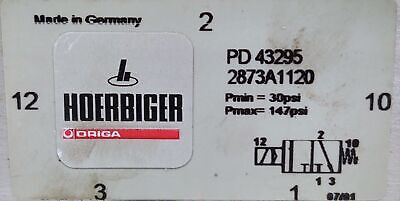 Made in Germany
2
PD 43295
2873A1120
HOERBIGER
ORIGA
Pmin = 30psi
Pmax= 147psi
12
10
12 2 10
1 3
3
1
07/01